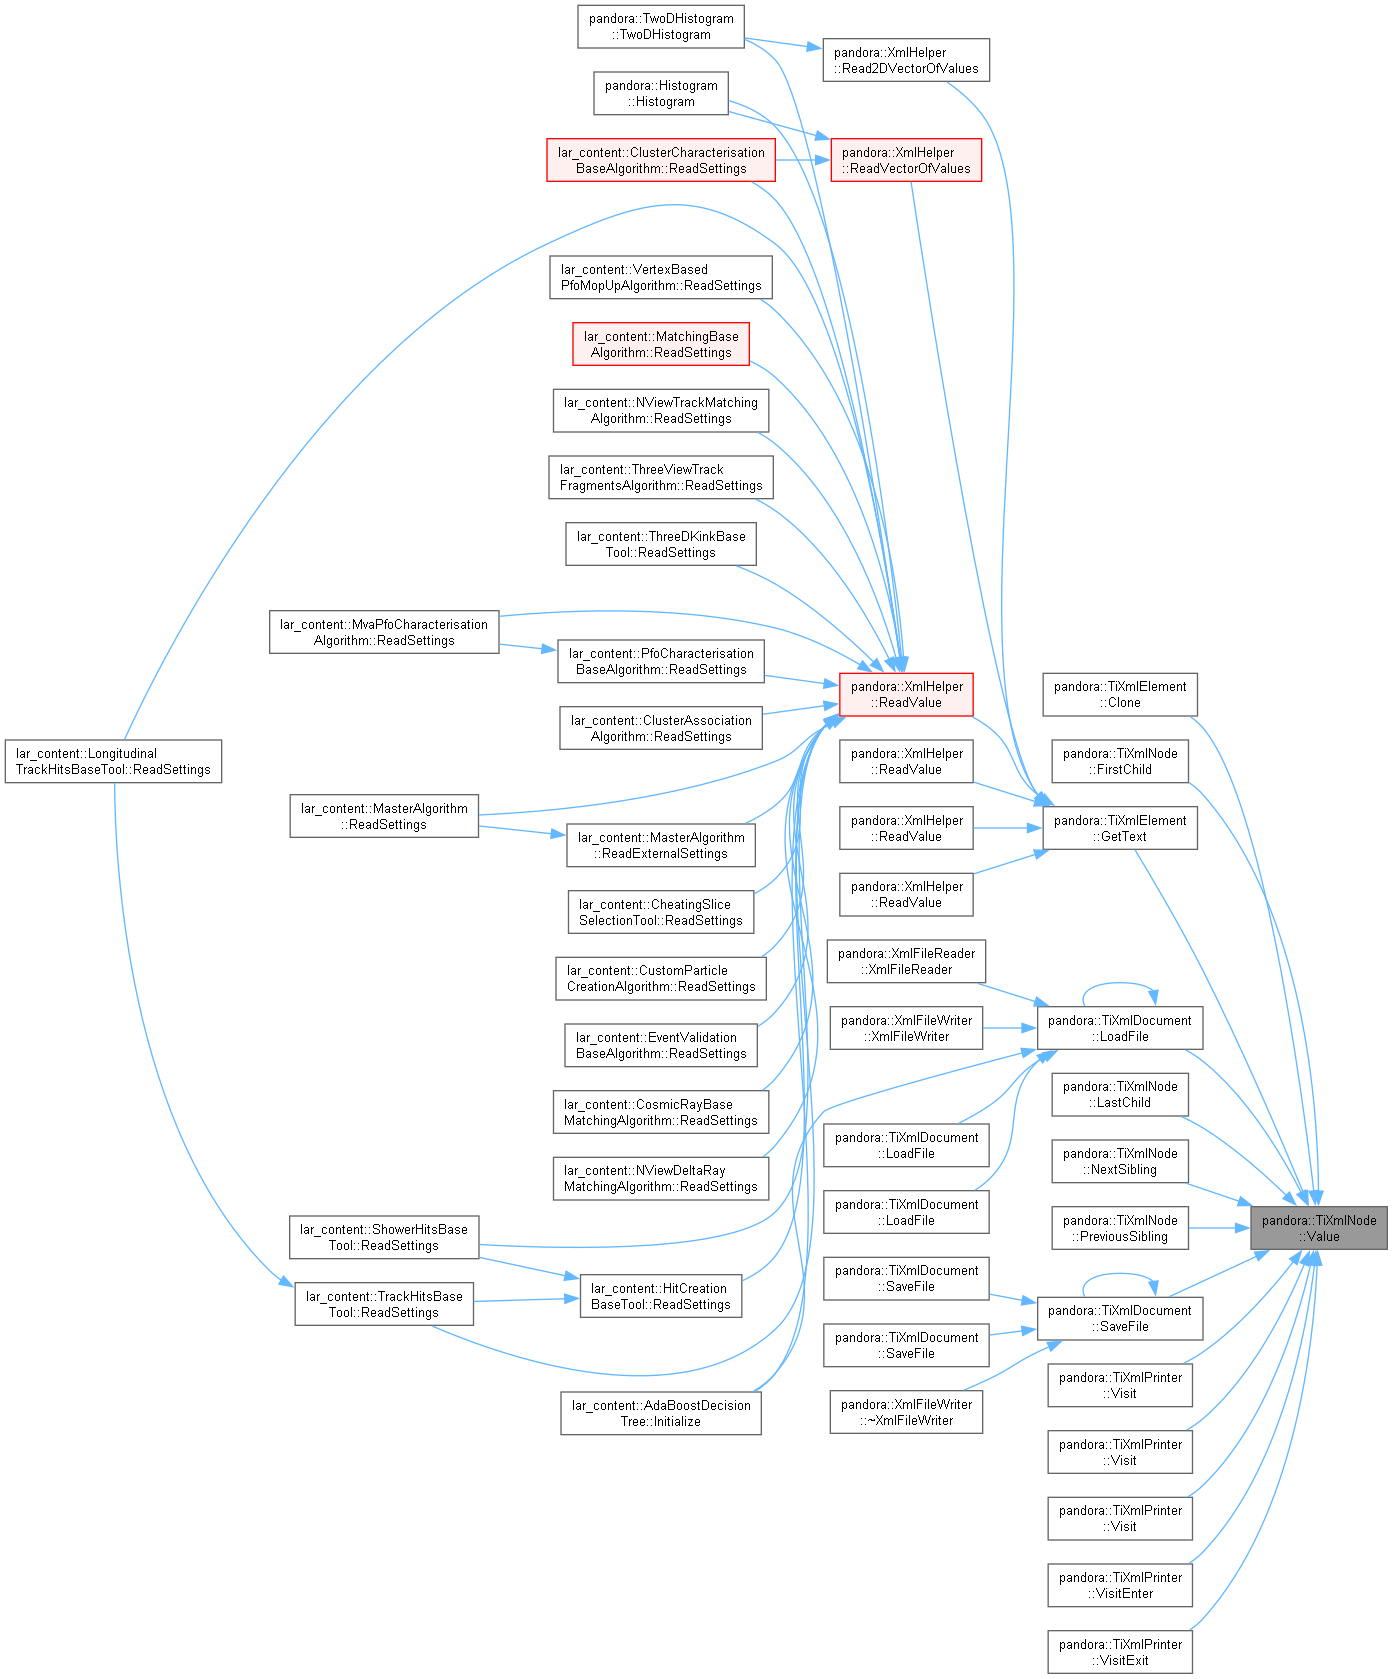 pandora::TwoDHistogram
::TwoDHistogram
pandora::XmlHelper
::Read2DVectorOfValues
pandora::Histogram
::Histogram
lar_content::ClusterCharacterisation
BaseAlgorithm::ReadSettings
pandora::XmlHelper
::ReadVectorOfValues
lar_content::VertexBased
PfoMopUpAlgorithm::ReadSettings
lar_content::MatchingBase
Algorithm::ReadSettings
lar_content::NViewTrackMatching
Algorithm::ReadSettings
lar_content::ThreeViewTrack
FragmentsAlgorithm::ReadSettings
lar_content::ThreeDKinkBase
Tool::ReadSettings
lar_content::MvaPfoCharacterisation
Algorithm::ReadSettings
lar_content::PfoCharacterisation
BaseAlgorithm::ReadSettings
pandora::XmlHelper
::ReadValue
pandora::TiXmlElement
::Clone
lar_content::ClusterAssociation
Algorithm::ReadSettings
lar_content::Longitudinal
TrackHitsBaseTool::ReadSettings
pandora::XmlHelper
::ReadValue
pandora::TiXmlNode
::FirstChild
lar_content::MasterAlgorithm
::ReadSettings
lar_content::MasterAlgorithm
::ReadExternalSettings
pandora::XmlHelper
::ReadValue
pandora::TiXmlElement
::GetText
pandora::XmlHelper
::ReadValue
lar_content::CheatingSlice
SelectionTool::ReadSettings
pandora::XmlFileReader
::XmlFileReader
lar_content::CustomParticle
CreationAlgorithm::ReadSettings
pandora::XmlFileWriter
::XmlFileWriter
pandora::TiXmlDocument
::LoadFile
lar_content::EventValidation
BaseAlgorithm::ReadSettings
pandora::TiXmlNode
::LastChild
lar_content::CosmicRayBase
MatchingAlgorithm::ReadSettings
pandora::TiXmlDocument
::LoadFile
pandora::TiXmlNode
::NextSibling
lar_content::NViewDeltaRay
MatchingAlgorithm::ReadSettings
pandora::TiXmlDocument
::LoadFile
pandora::TiXmlNode
::PreviousSibling
pandora::TiXmlNode
::Value
lar_content::ShowerHitsBase
Tool::ReadSettings
pandora::TiXmlDocument
::SaveFile
lar_content::TrackHitsBase
Tool::ReadSettings
lar_content::HitCreation
BaseTool::ReadSettings
pandora::TiXmlDocument
::SaveFile
pandora::TiXmlDocument
::SaveFile
pandora::TiXmlPrinter
::Visit
lar_content::AdaBoostDecision
Tree::Initialize
pandora::XmlFileWriter
::~XmlFileWriter
pandora::TiXmlPrinter
::Visit
pandora::TiXmlPrinter
::Visit
pandora::TiXmlPrinter
::VisitEnter
pandora::TiXmlPrinter
::VisitExit